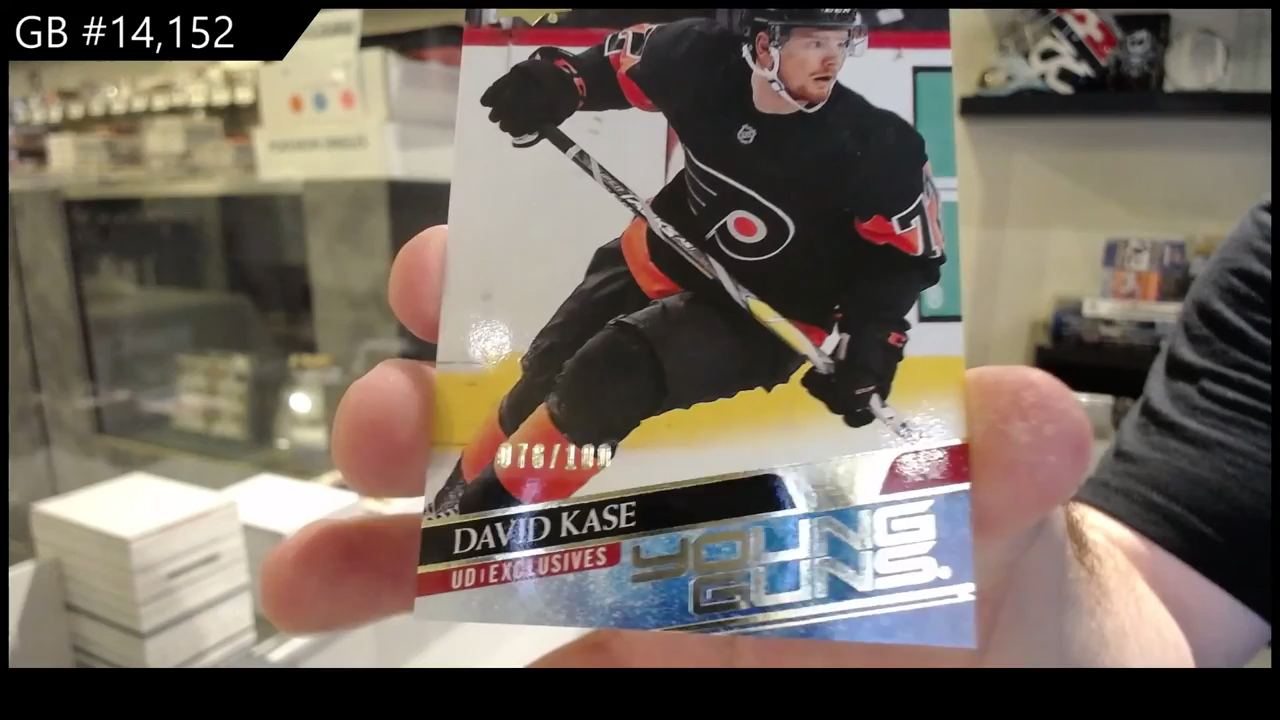 GB #14,152
076/100
DAVID KASE
UD EXCLUSIVES
YOUNG
GUNS.